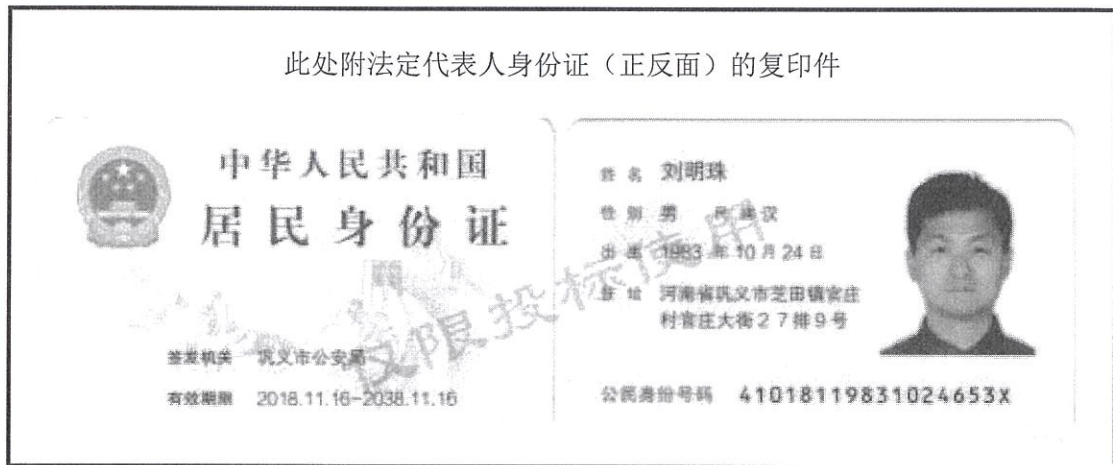 此处附法定代表人身份证（正反面）的复印件
中华人民共和国
居民身份证
签发机关 巩义市公安局
有效期限 2018.11.16-2038.11.16
姓名 刘明珠
性别 男 民族 汉
出生 1983 年 10 月 24 日
住址 河南省巩义市芝田镇官庄
村官庄大街27排9号
公民身份号码 41018119831024653X
仅限投标使用